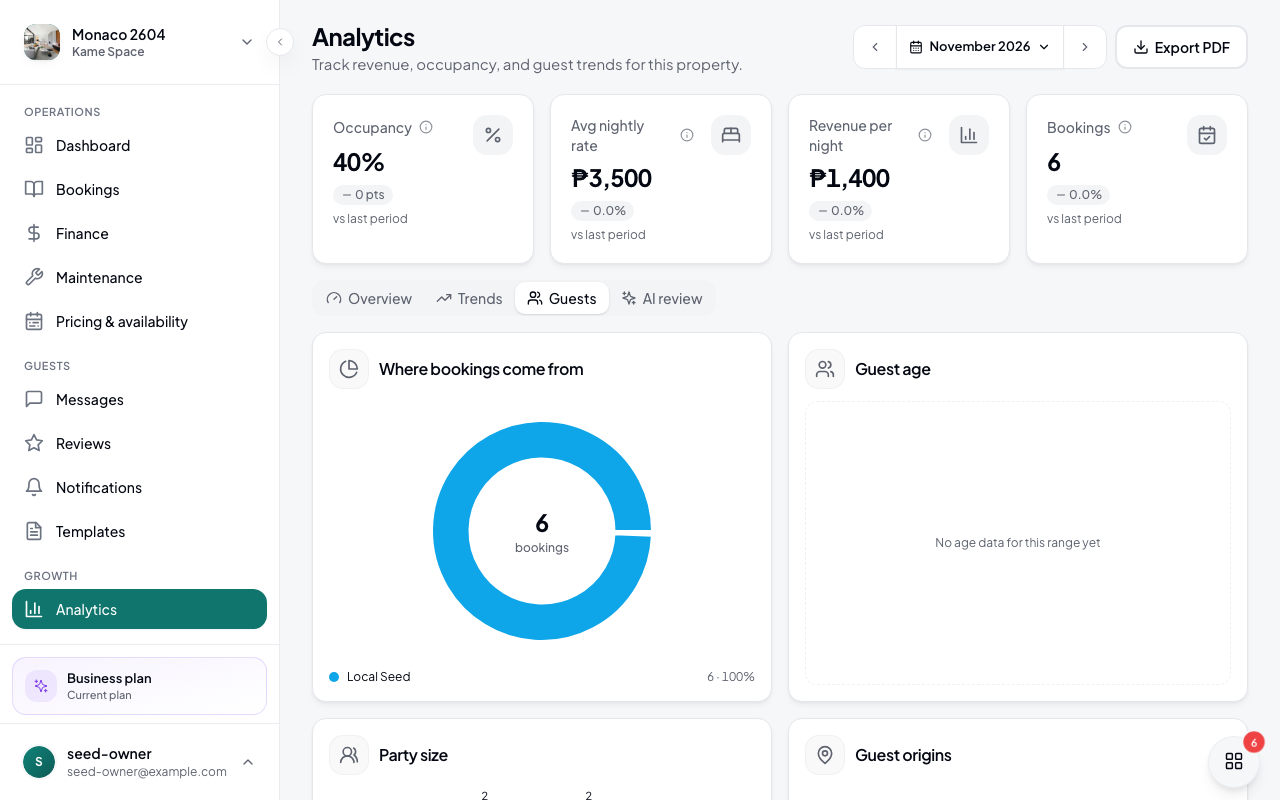 Monaco 2604
Kame Space
OPERATIONS
Dashboard
Bookings
Finance
Maintenance
Pricing & availability
GUESTS
Messages
Reviews
Notifications
Templates
GROWTH
Analytics
Business plan
Current plan
S
seed-owner
seed-owner@example.com
Analytics
Track revenue, occupancy, and guest trends for this property.
November 2026
Export PDF
Occupancy
40%
— 0 pts
vs last period
Avg nightly
rate
₱3,500
— 0.0%
vs last period
Revenue per
night
₱1,400
— 0.0%
vs last period
Bookings
6
— 0.0%
vs last period
Overview
Trends
Guests
AI review
Where bookings come from
6
bookings
Local Seed
6 · 100%
Guest age
No age data for this range yet
Party size
2
2
Guest origins
6